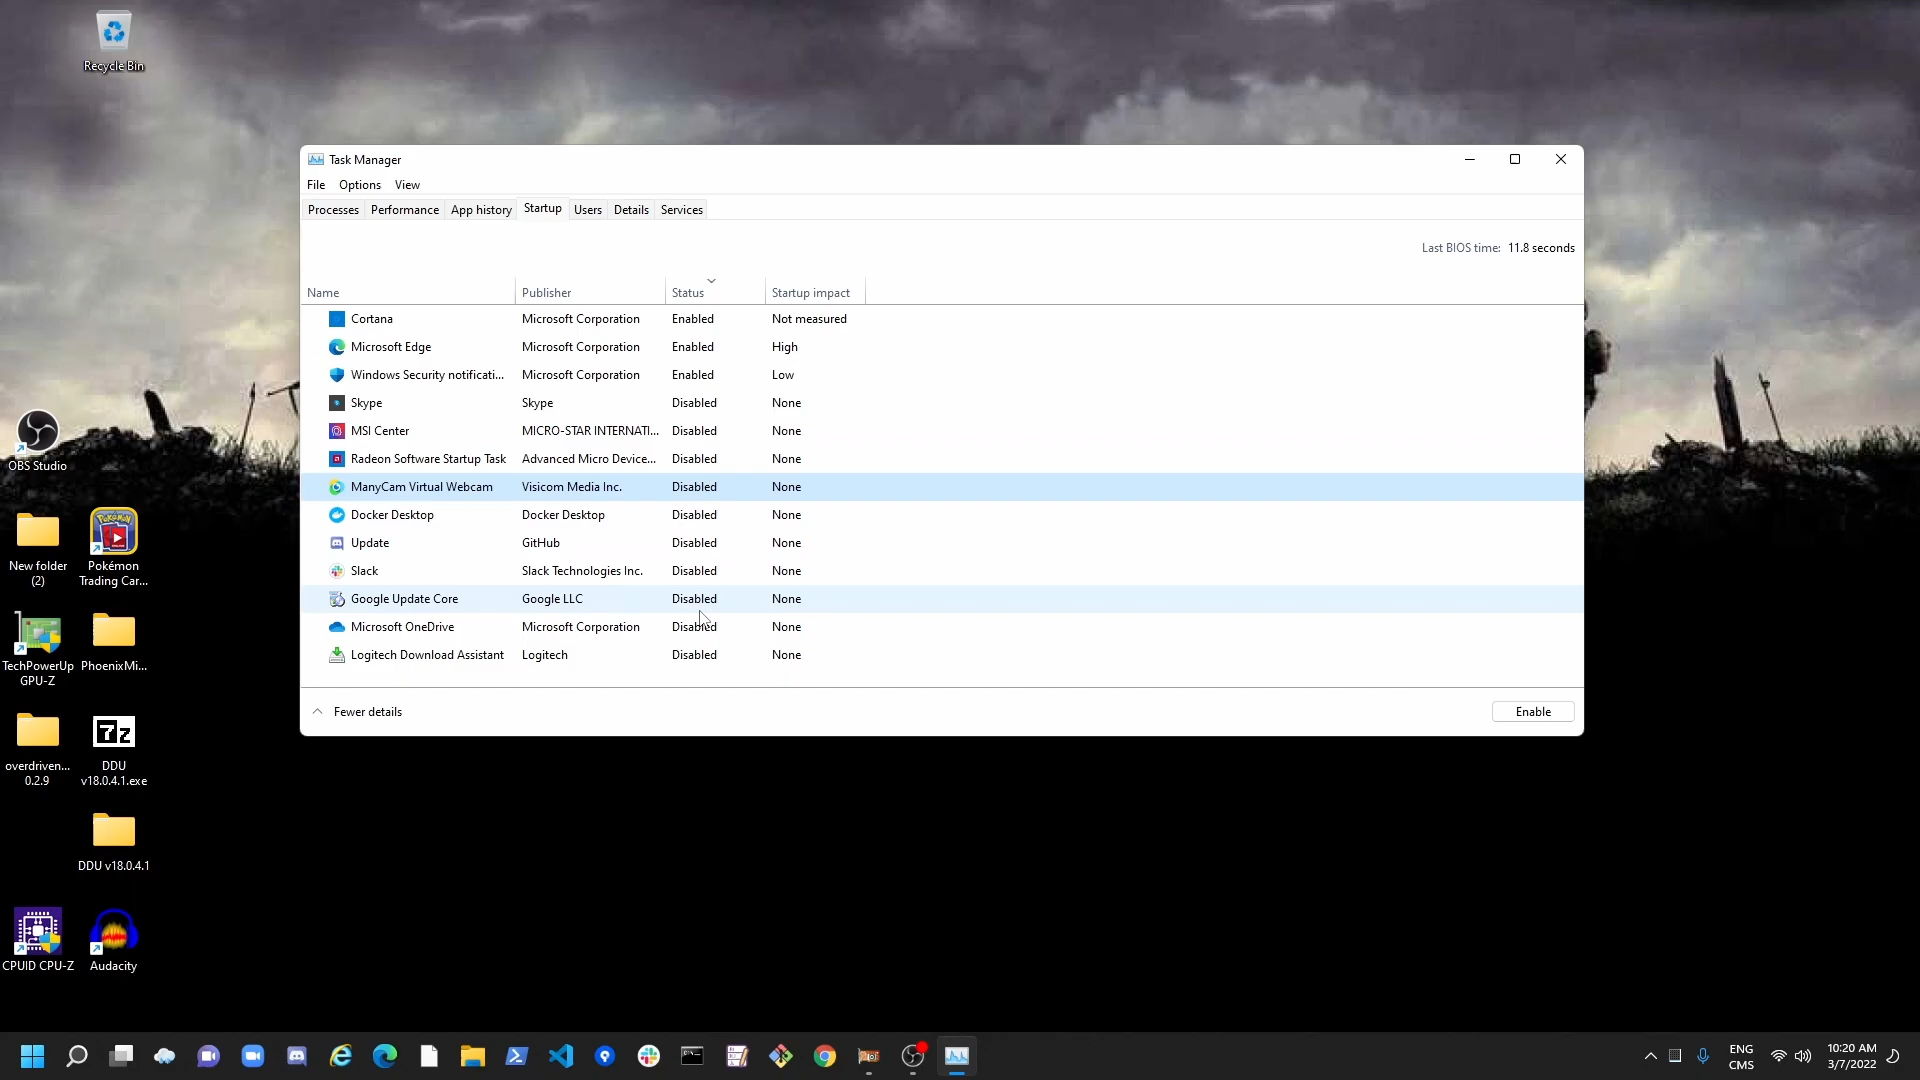 Recycle Bin
Task Manager
File Options View
Processes Performance App history Startup Users Details Services
Last BIOS time: 11.8 seconds
Name Publisher Status Startup impact
Cortana Microsoft Corporation Enabled Not measured
Microsoft Edge Microsoft Corporation Enabled High
Windows Security notificati... Microsoft Corporation Enabled Low
Skype Skype Disabled None
MSI Center MICRO-STAR INTERNATI... Disabled None
Radeon Software Startup Task Advanced Micro Device... Disabled None
ManyCam Virtual Webcam Visicom Media Inc. Disabled None
Docker Desktop Docker Desktop Disabled None
Update GitHub Disabled None
Slack Slack Technologies Inc. Disabled None
Google Update Core Google LLC Disabled None
Microsoft OneDrive Microsoft Corporation Disabled None
Logitech Download Assistant Logitech Disabled None
Fewer details Enable
OBS Studio
New folder
(2)
Pokémon
Trading Car...
TechPowerUp
GPU-Z
PhoenixMi...
overdriven...
0.2.9
7z
DDU
v18.0.4.1.exe
DDU v18.0.4.1
CPUID CPU-Z
Audacity
ENG
CMS
10:20 AM
3/7/2022